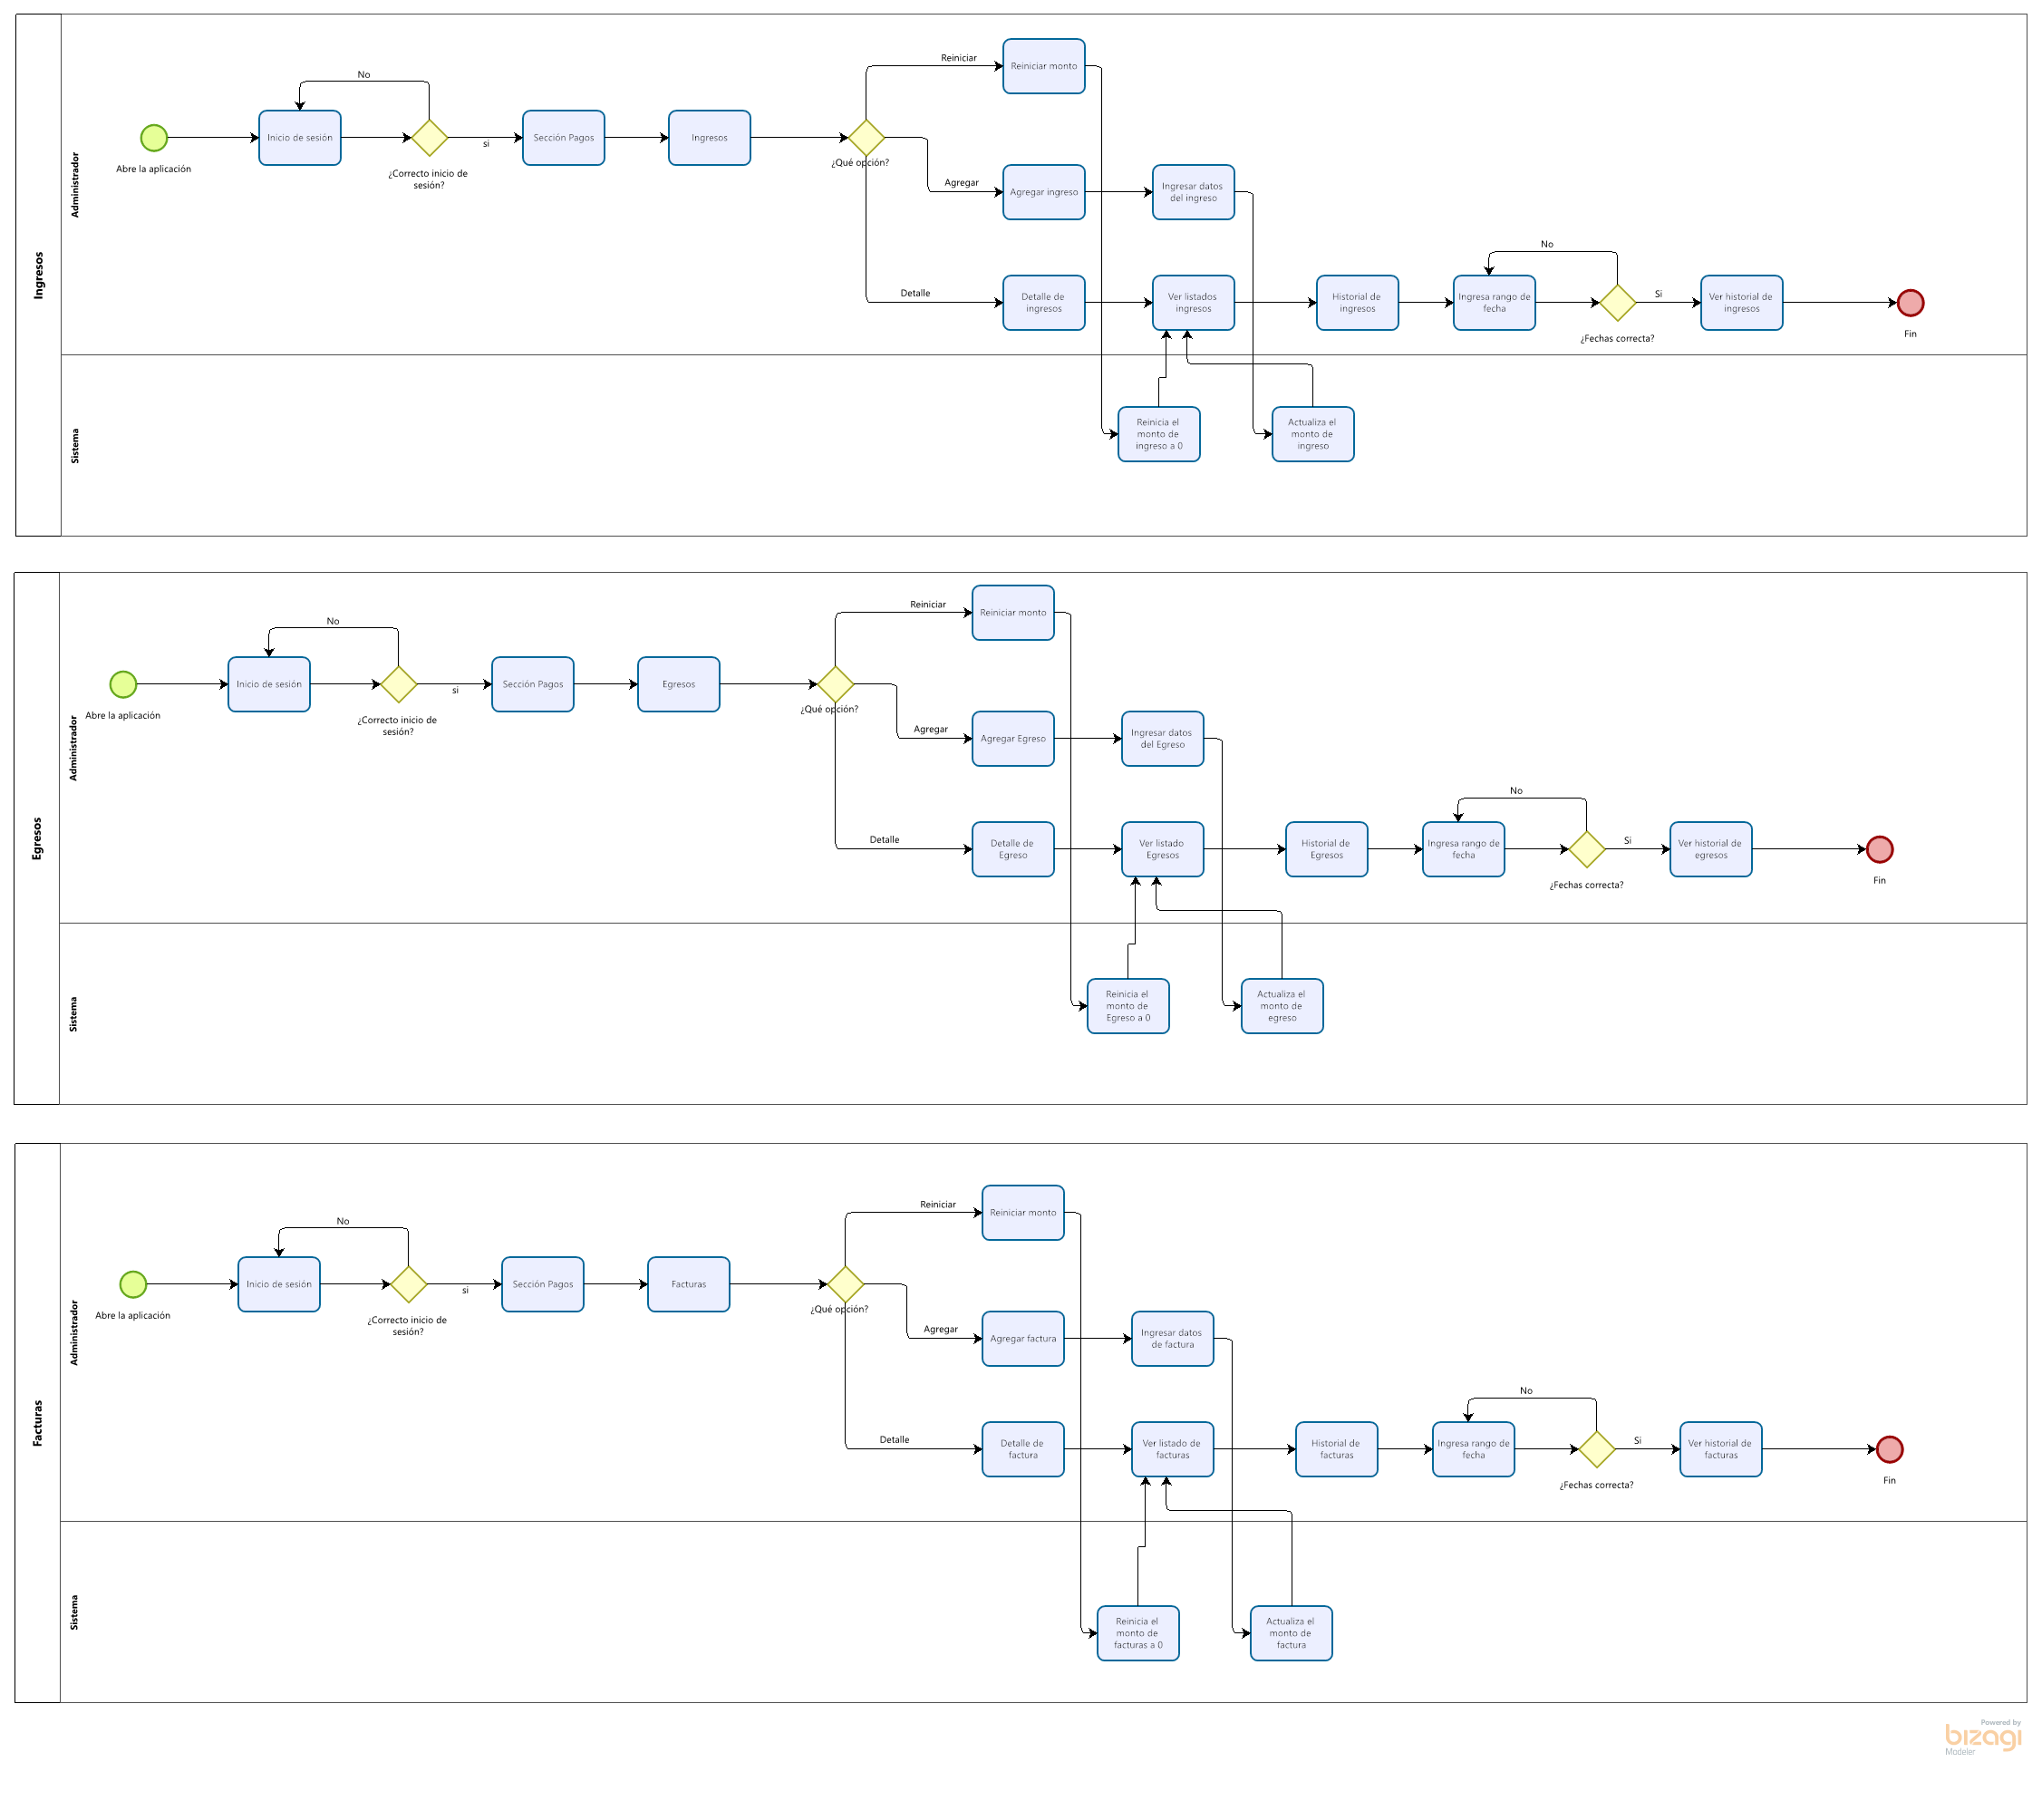 Ingresos
Administrador
Sistema
Reiniciar
Reiniciar monto
No
Abre la aplicación
Inicio de sesión
¿Correcto inicio de
sesión?
si
Sección Pagos
Ingresos
¿Qué opción?
Agregar
Agregar ingreso
Ingresar datos
del ingreso
Detalle
Detalle de
ingresos
Ver listados
ingresos
Historial de
ingresos
No
Ingresa rango de
fecha
¿Fechas correcta?
Si
Ver historial de
ingresos
Fin
Reinicia el
monto de
ingreso a 0
Actualiza el
monto de
ingreso
Egresos
Administrador
Sistema
Reiniciar
Reiniciar monto
No
Abre la aplicación
Inicio de sesión
¿Correcto inicio de
sesión?
si
Sección Pagos
Egresos
¿Qué opción?
Agregar
Agregar Egreso
Ingresar datos
del Egreso
Detalle
Detalle de
Egreso
Ver listado
Egresos
Historial de
Egresos
No
Ingresa rango de
fecha
¿Fechas correcta?
Si
Ver historial de
egresos
Fin
Reinicia el
monto de
Egreso a 0
Actualiza el
monto de
egreso
Facturas
Administrador
Sistema
Reiniciar
Reiniciar monto
No
Abre la aplicación
Inicio de sesión
¿Correcto inicio de
sesión?
si
Sección Pagos
Facturas
¿Qué opción?
Agregar
Agregar factura
Ingresar datos
de factura
Detalle
Detalle de
factura
Ver listado de
facturas
Historial de
facturas
No
Ingresa rango de
fecha
¿Fechas correcta?
Si
Ver historial de
facturas
Fin
Reinicia el
monto de
facturas a 0
Actualiza el
monto de
factura
Powered by
bizagi
Modeler